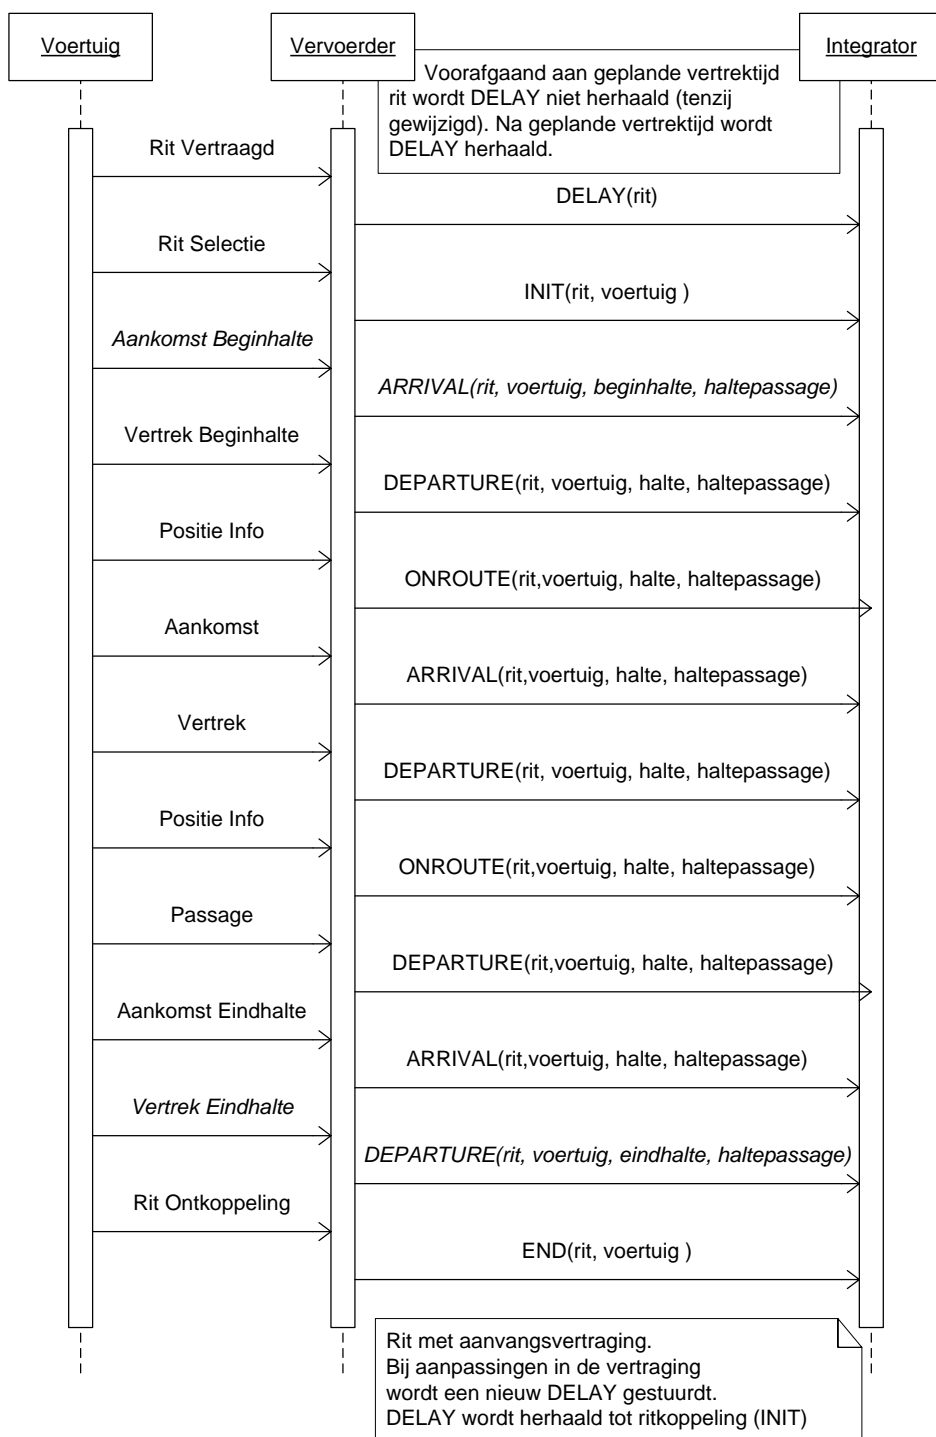 Voertuig
Vervoerder
Integrator
Voorafgaand aan geplande vertrektijd
rit wordt DELAY niet herhaald (tenzij
gewijzigd). Na geplande vertrektijd wordt
DELAY herhaald.
Rit Vertraagd
DELAY(rit)
Rit Selectie
INIT(rit, voertuig )
Aankomst Beginhalte
ARRIVAL(rit, voertuig, beginhalte, haltepassage)
Vertrek Beginhalte
DEPARTURE(rit, voertuig, halte, haltepassage)
Positie Info
ONROUTE(rit,voertuig, halte, haltepassage)
Aankomst
ARRIVAL(rit,voertuig, halte, haltepassage)
Vertrek
DEPARTURE(rit, voertuig, halte, haltepassage)
Positie Info
ONROUTE(rit,voertuig, halte, haltepassage)
Passage
DEPARTURE(rit,voertuig, halte, haltepassage)
Aankomst Eindhalte
ARRIVAL(rit,voertuig, halte, haltepassage)
Vertrek Eindhalte
DEPARTURE(rit, voertuig, eindhalte, haltepassage)
Rit Ontkoppeling
END(rit, voertuig )
Rit met aanvangsvertraging.
Bij aanpassingen in de vertraging
wordt een nieuw DELAY gestuurdt.
DELAY wordt herhaald tot ritkoppeling (INIT)